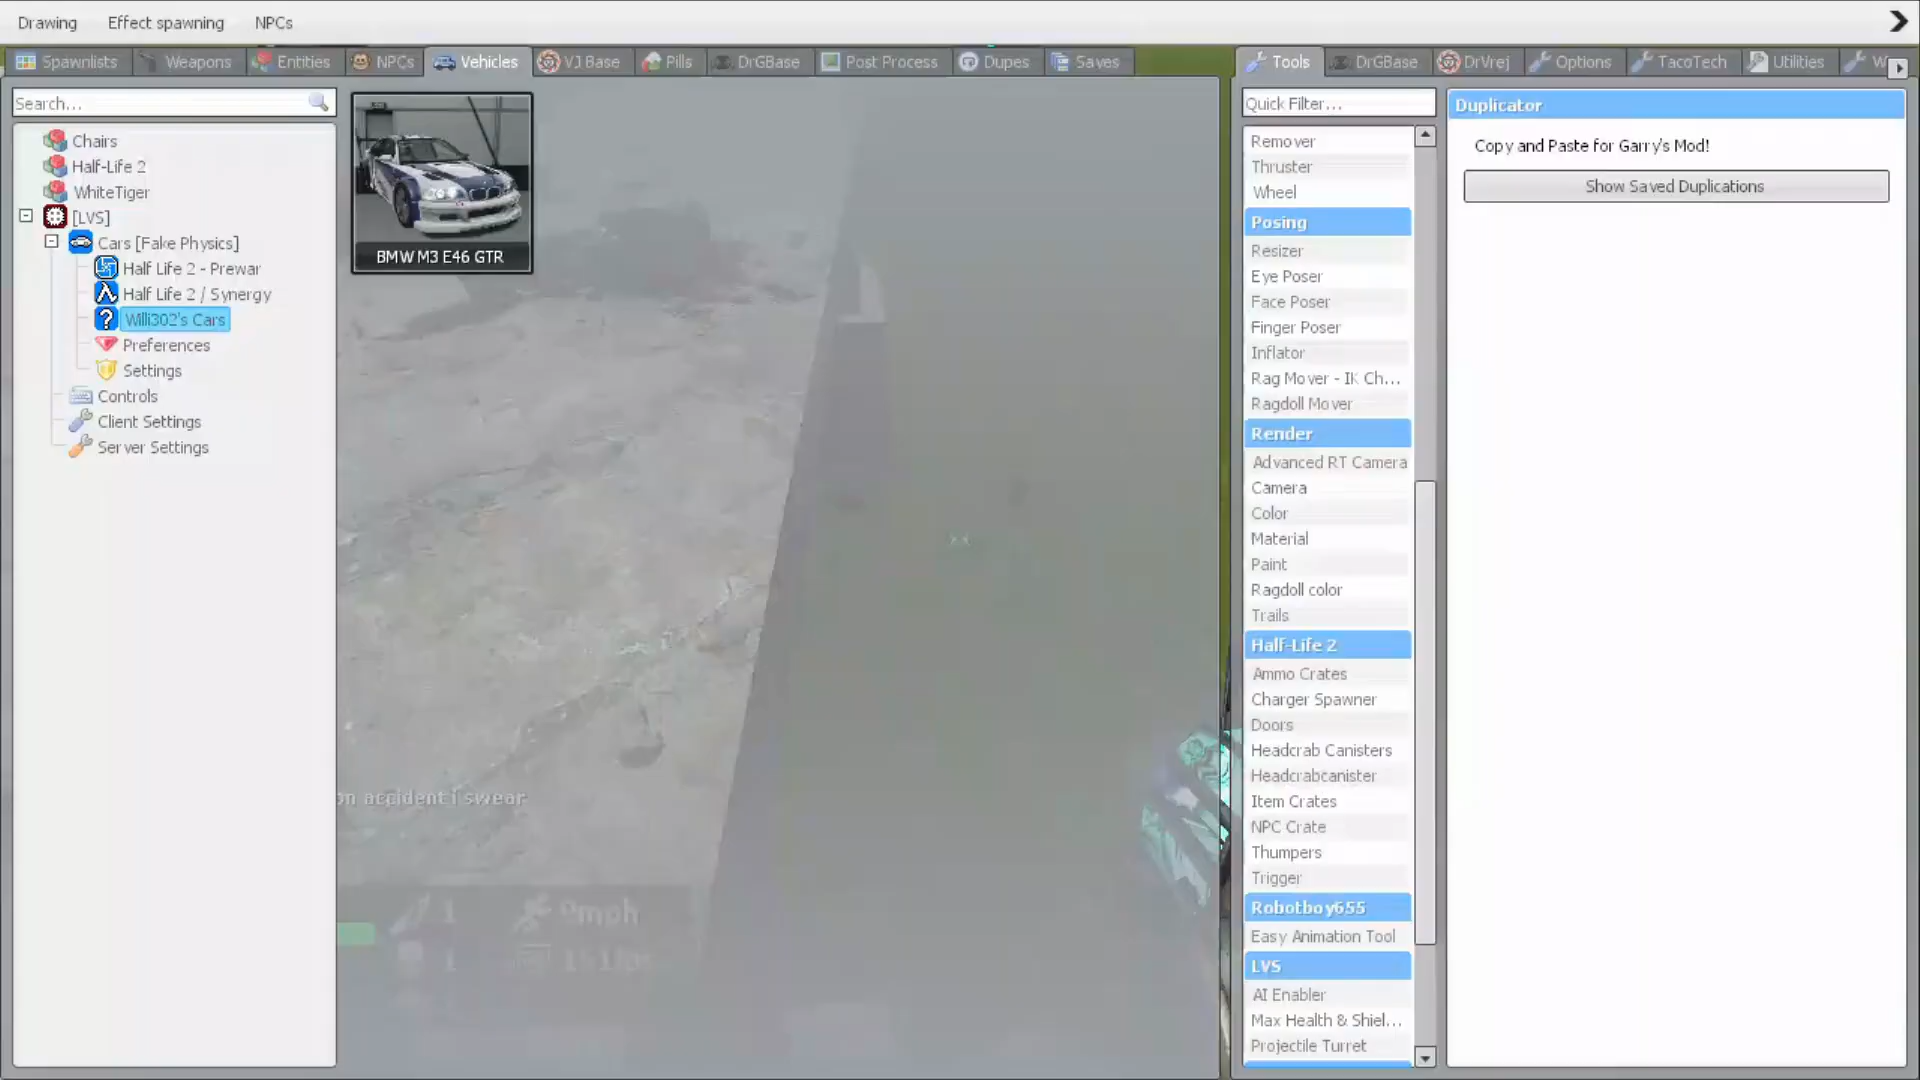 Drawing Effect spawning NPCs
Spawnlists Weapons Entities NPCs Vehicles VJ Base Pills DrGBase Post Process Dupes Saves
Search...
Chairs
Half-Life 2
WhiteTiger
[LVS]
Cars [Fake Physics]
Half Life 2 - Prewar
Half Life 2 / Synergy
Willi302's Cars
Preferences
Settings
Controls
Client Settings
Server Settings
BMW M3 E46 GTR
on accident i swear
1 0mph
1
Tools DrGBase DrVrej Options TacoTech Utilities
Quick Filter...
Remover
Thruster
Wheel
Posing
Resizer
Eye Poser
Face Poser
Finger Poser
Inflator
Rag Mover - IK Ch...
Ragdoll Mover
Render
Advanced RT Camera
Camera
Color
Material
Paint
Ragdoll color
Trails
Half-Life 2
Ammo Crates
Charger Spawner
Doors
Headcrab Canisters
Headcrabcanister
Item Crates
NPC Crate
Thumpers
Trigger
Robotboy655
Easy Animation Tool
LVS
AI Enabler
Max Health & Shiel...
Projectile Turret
Duplicator
Copy and Paste for Garry's Mod!
Show Saved Duplications